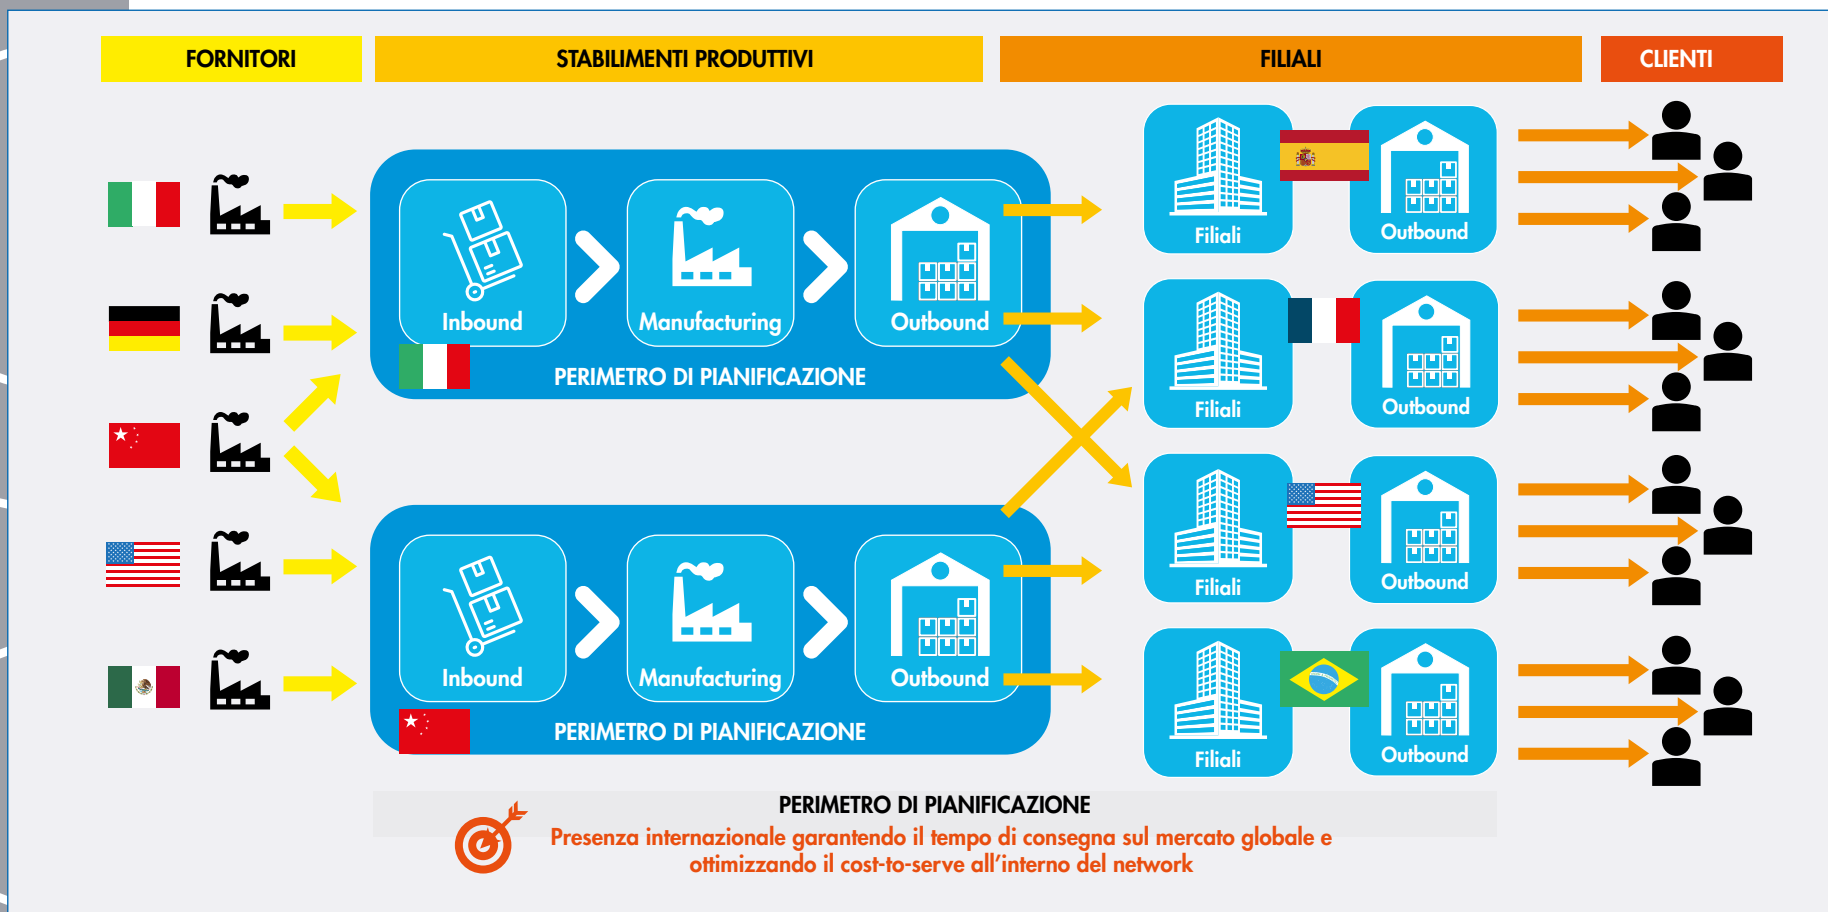 FORNITORI
STABILIMENTI PRODUTTIVI
FILIALI
CLIENTI
Inbound
Manufacturing
Outbound
PERIMETRO DI PIANIFICAZIONE
Inbound
Manufacturing
Outbound
PERIMETRO DI PIANIFICAZIONE
Filiali
Outbound
Filiali
Outbound
Filiali
Outbound
Filiali
Outbound
PERIMETRO DI PIANIFICAZIONE
Presenza internazionale garantendo il tempo di consegna sul mercato globale e
ottimizzando il cost-to-serve all'interno del network